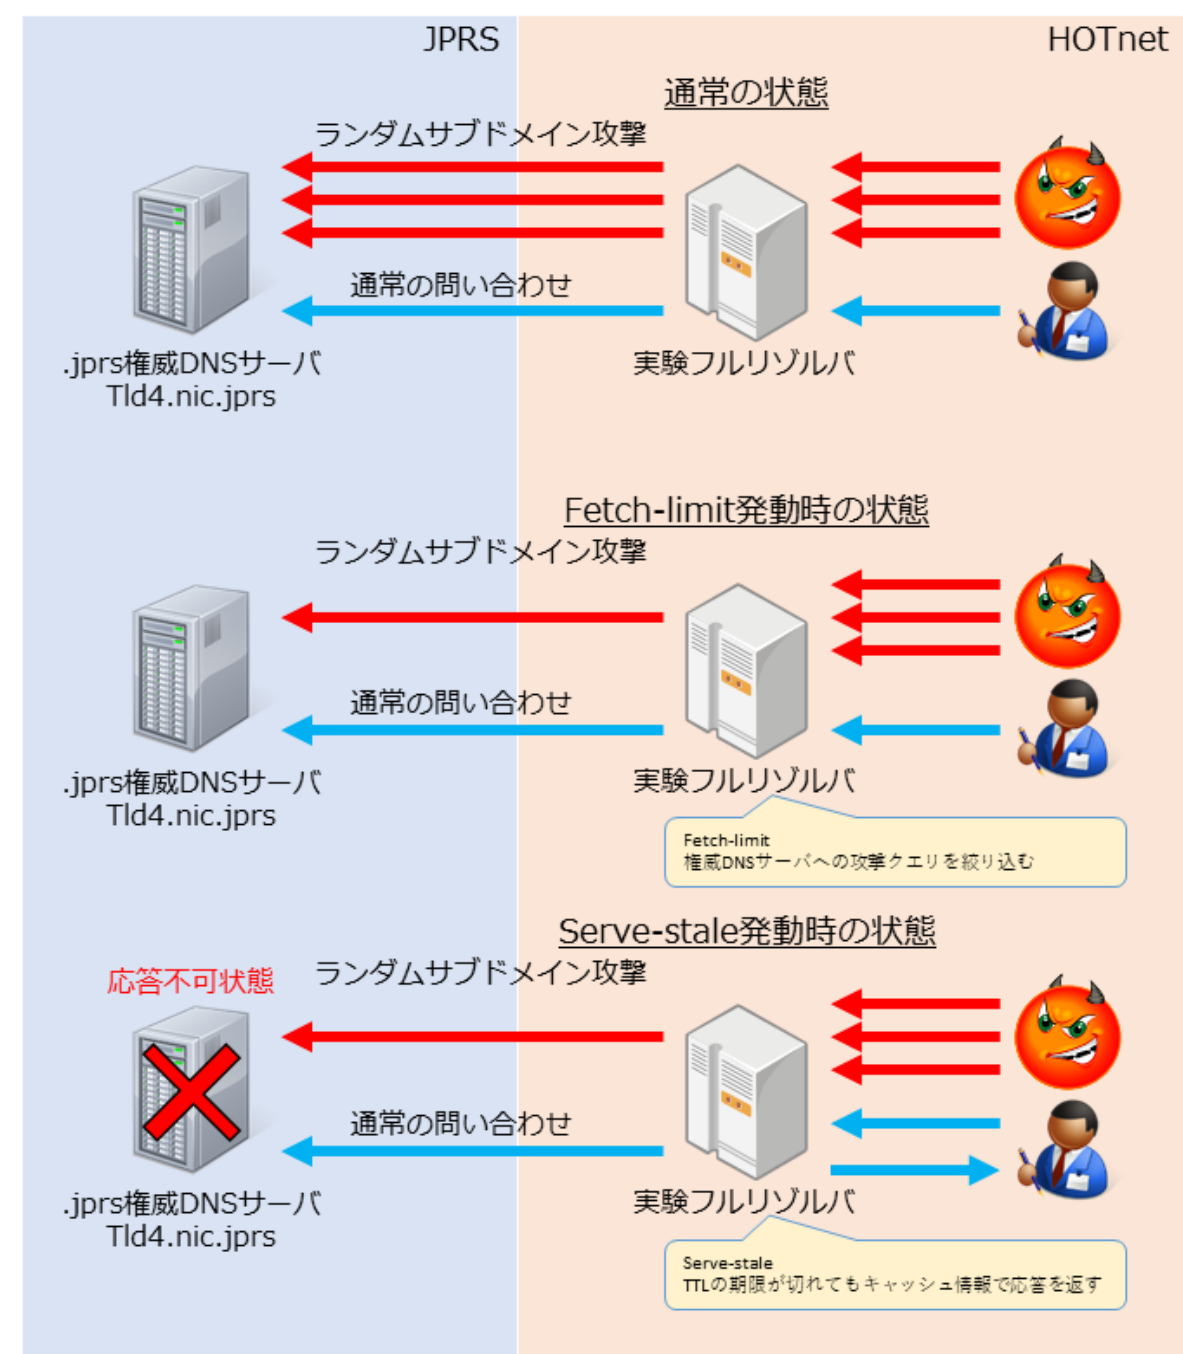 JPRS
HOTnet
通常の状態
ランダムサブドメイン攻撃
通常の問い合わせ
.jprs権威DNSサーバ
Tld4.nic.jprs
実験フルリゾルバ
Fetch-limit発動時の状態
ランダムサブドメイン攻撃
通常の問い合わせ
.jprs権威DNSサーバ
Tld4.nic.jprs
実験フルリゾルバ
Fetch-limit
権威DNSサーバへの攻撃クエリを絞り込む
Serve-stale発動時の状態
応答不可状態
ランダムサブドメイン攻撃
通常の問い合わせ
.jprs権威DNSサーバ
Tld4.nic.jprs
実験フルリゾルバ
Serve-stale
TTLの期限が切れてもキャッシュ情報で応答を返す